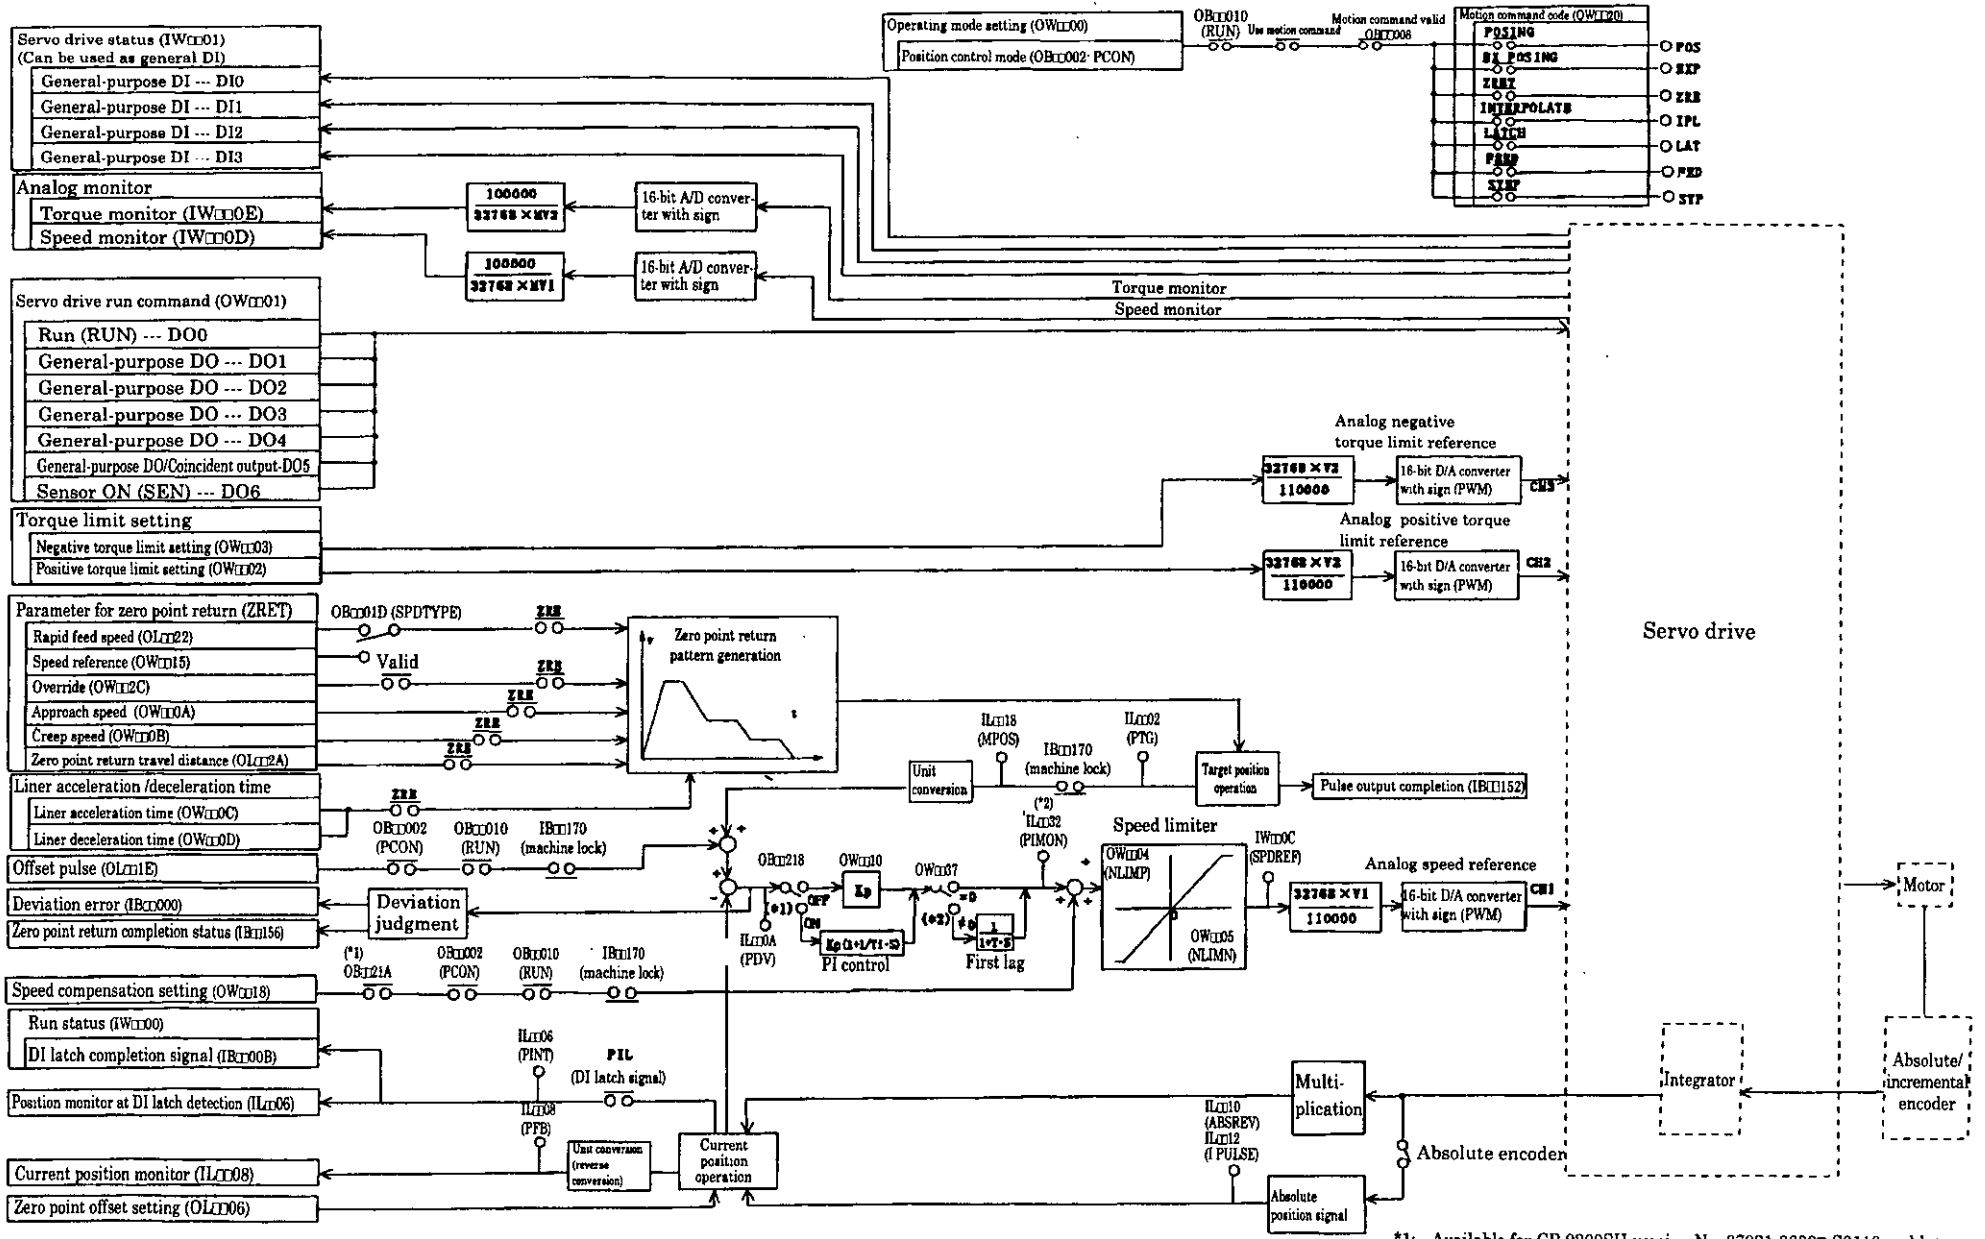 Servo drive status (IW□□01)
(Can be used as general DI)
General-purpose DI --- DI0
General-purpose DI --- DI1
General-purpose DI --- DI2
General-purpose DI --- DI3
Analog monitor
Torque monitor (IW□□0E)
Speed monitor (IW□□0D)
100000
32768 × MV2
16-bit A/D conver-
ter with sign
100000
32768 × MV1
16-bit A/D conver-
ter with sign
Operating mode setting (OW□□00)
Position control mode (OB□□002: PCON)
OB□□010
(RUN)
Use motion command
Motion command valid
OB□□008
Motion command code (OW□□20)
POSING
EX POSING
ZRET
INTERPOLATE
LATCH
FEED
STEP
POS
EXP
ZRE
IPL
LAT
FED
STP
Torque monitor
Speed monitor
Servo drive run command (OW□□01)
Run (RUN) --- DO0
General-purpose DO --- DO1
General-purpose DO --- DO2
General-purpose DO --- DO3
General-purpose DO --- DO4
General-purpose DO/Coincident output-DO5
Sensor ON (SEN) --- DO6
Torque limit setting
Negative torque limit setting (OW□□03)
Positive torque limit setting (OW□□02)
Analog negative
torque limit reference
32768 × V2
110000
16-bit D/A converter
with sign (PWM)
CH3
Analog positive torque
limit reference
32768 × V2
110000
16-bit D/A converter
with sign (PWM)
CH2
Servo drive
Parameter for zero point return (ZRET)
Rapid feed speed (OL□□22)
Speed reference (OW□□15)
Override (OW□□2C)
Approach speed (OW□□0A)
Creep speed (OW□□0B)
Zero point return travel distance (OL□□2A)
OB□□01D (SPDTYPE)
Valid
ZRE
ZRE
ZRE
ZRE
ZRE
Zero point return
pattern generation
v
t
Liner acceleration /deceleration time
Liner acceleration time (OW□□0C)
Liner deceleration time (OW□□0D)
ZRE
Offset pulse (OL□□1E)
OB□□002
(PCON)
OB□□010
(RUN)
IB□□170
(machine lock)
Unit
conversion
IL□□18
(MPOS)
IB□□170
(machine lock)
IL□□02
(PTG)
Target position
operation
Pulse output completion (IB□□152)
Deviation error (IB□□000)
Zero point return completion status (IB□□156)
Deviation
judgment
OB□□218
(*1)
OFF
ON
IL□□0A
(PDV)
OW□□10
Kp
Kp(1+1/T1·S)
PI control
OW□□37
=0
(*2)
≠0
1
1+T·S
First lag
(*2)
IL□□32
(PIMON)
Speed limiter
OW□□04
(NLIMP)
0
OW□□05
(NLIMN)
IW□□0C
(SPDREF)
Analog speed reference
32768 × V1
110000
16-bit D/A converter
with sign (PWM)
CH1
Motor
Speed compensation setting (OW□□18)
(*1)
OB□□21A
OB□□002
(PCON)
OB□□010
(RUN)
IB□□170
(machine lock)
Run status (IW□□00)
DI latch completion signal (IB□□00B)
Position monitor at DI latch detection (IL□□06)
Current position monitor (IL□□08)
Zero point offset setting (OL□□06)
IL□□06
(PINT)
PIL
(DI latch signal)
IL□□08
(PFB)
Unit conversion
(reverse
conversion)
Current
position
operation
Multi-
plication
IL□□10
(ABSREV)
IL□□12
(I PULSE)
Absolute
position signal
Absolute encoder
Integrator
Absolute/
incremental
encoder